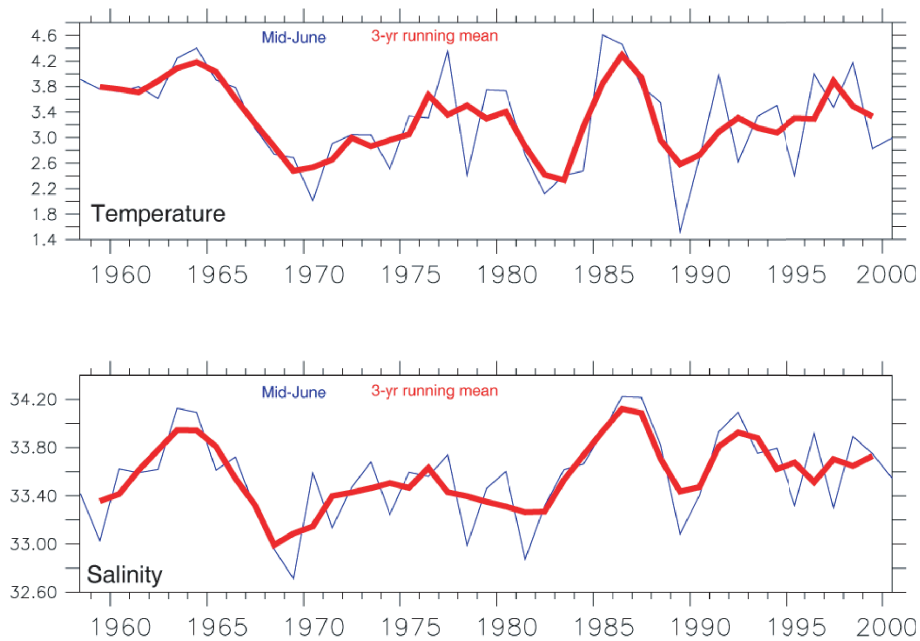 Mid-June 3-yr running mean
4.6
4.2
3.8
3.4
3.0
2.6
2.2
1.8
1.4
Temperature
1960 1965 1970 1975 1980 1985 1990 1995 2000
Mid-June 3-yr running mean
34.20
33.80
33.40
33.00
32.60
Salinity
1960 1965 1970 1975 1980 1985 1990 1995 2000